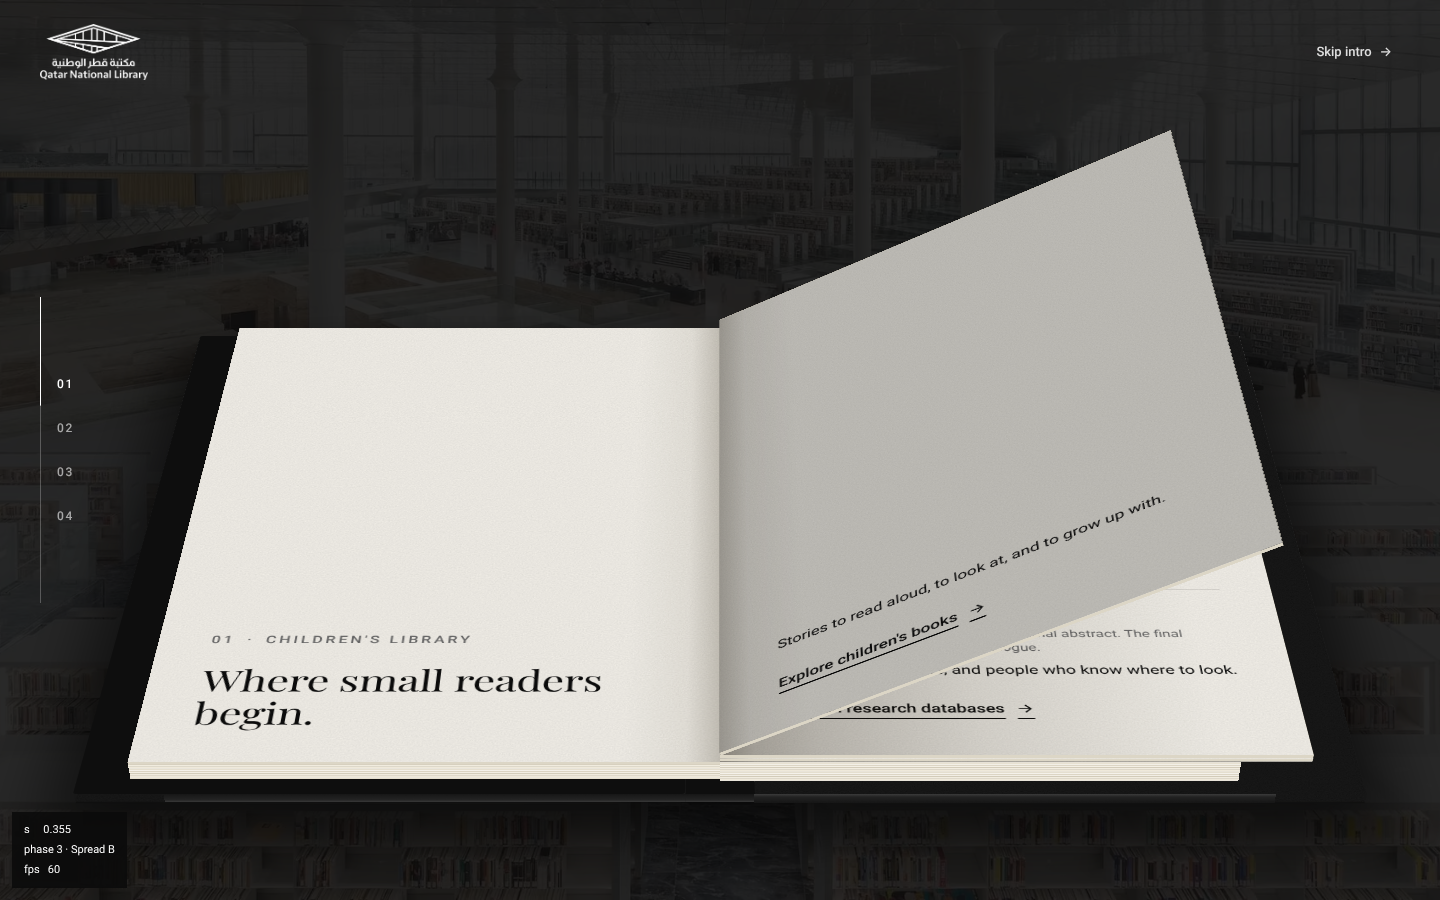 مكتبة قطر الوطنية
Qatar National Library
Skip intro →
01
02
03
04
01 · CHILDREN'S LIBRARY
Where small readers
begin.
Stories to read aloud, to look at, and to grow up with.
Explore children's books →
abstract. The final
and people who know where to look.
research databases →
s 0.355
phase 3 · Spread B
fps 60